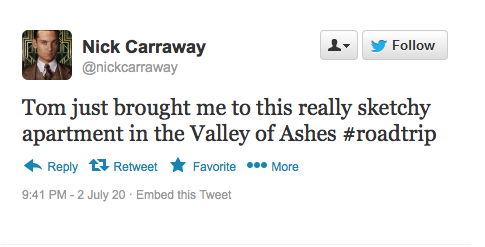 Nick Carraway
@nickcarraway
Follow
Tom just brought me to this really sketchy
apartment in the Valley of Ashes #roadtrip
Reply Retweet Favorite More
9:41 PM - 2 July 20 · Embed this Tweet